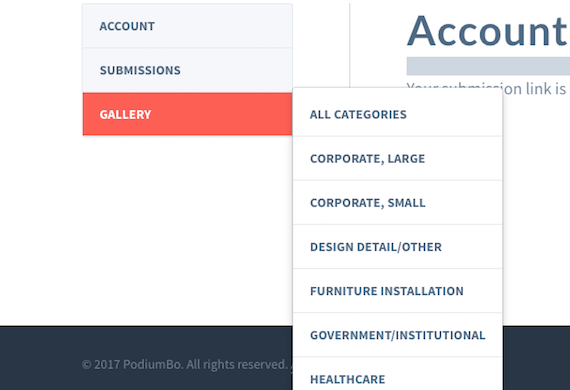 ACCOUNT
SUBMISSIONS
GALLERY
Account
Your submission link is
ALL CATEGORIES
CORPORATE, LARGE
CORPORATE, SMALL
DESIGN DETAIL/OTHER
FURNITURE INSTALLATION
GOVERNMENT/INSTITUTIONAL
HEALTHCARE
© 2017 PodiumBo. All rights reserved.